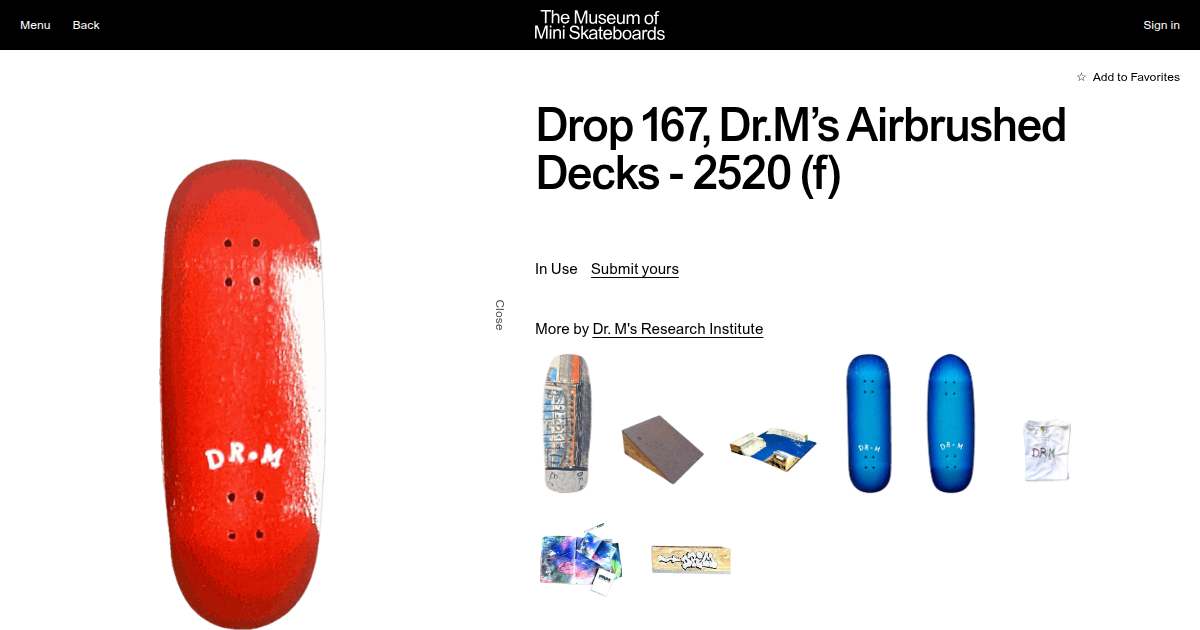 Menu
Back
The Museum of
Mini Skateboards
Sign in
☆ Add to Favorites
Drop 167, Dr.M’s Airbrushed
Decks - 2520 (f)
In Use
Submit yours
Close
More by Dr. M's Research Institute
DR•M
DR•M
DR•M
DR.M